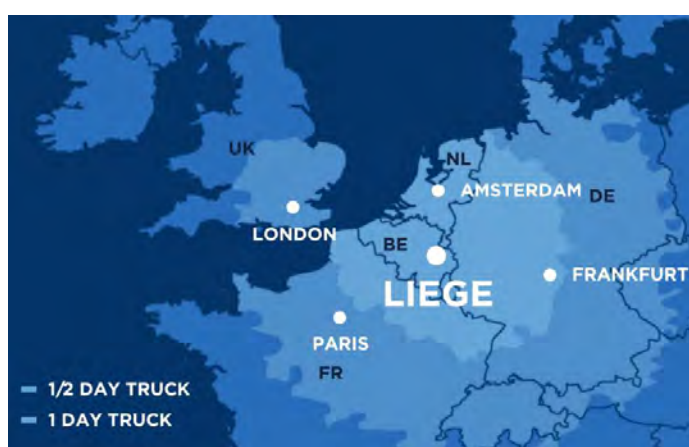 UK
NL
AMSTERDAM
DE
LONDON
BE
FRANKFURT
LIEGE
PARIS
FR
1/2 DAY TRUCK
1 DAY TRUCK